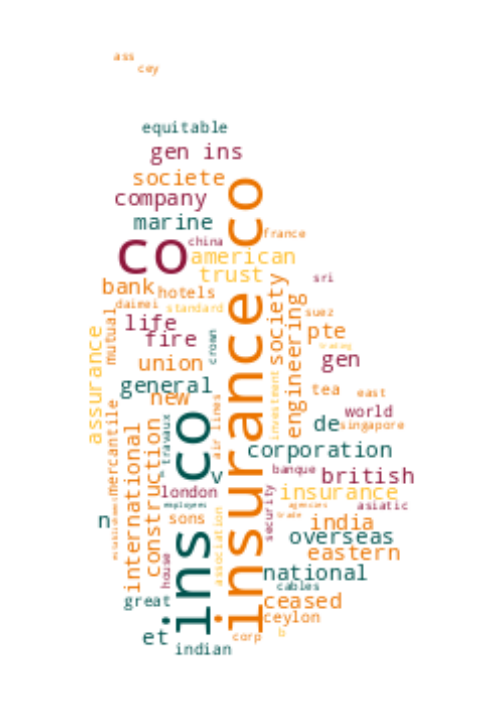 ass
cey
equitable
gen ins
societe
company
marine
insurance co
co
china
france
american
trust
bank
hotels
sri
daimei
standard
society
engineering
suez
life
fire
mutual
assurance
crown
pte
union
gen
general
new
investment
tea
east
air lines
world
de
singapore
mercantile
international
construction
travaux
ins co
v
corporation
banque
british
london
insurance
employees
agencies
asiatic
n
sons
security
trade
india
association
overseas
eastern
house
national
cables
great
ceased
ceylon
et
corp
b
indian